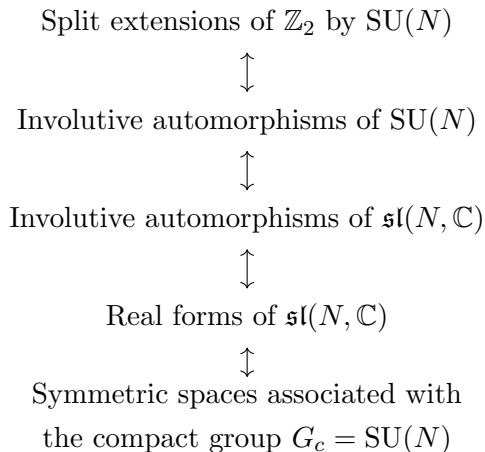 Split extensions of ℤ₂ by SU(N)
↕
Involutive automorphisms of SU(N)
↕
Involutive automorphisms of 𝔰𝔩(N, ℂ)
↕
Real forms of 𝔰𝔩(N, ℂ)
↕
Symmetric spaces associated with
the compact group G_c = SU(N)